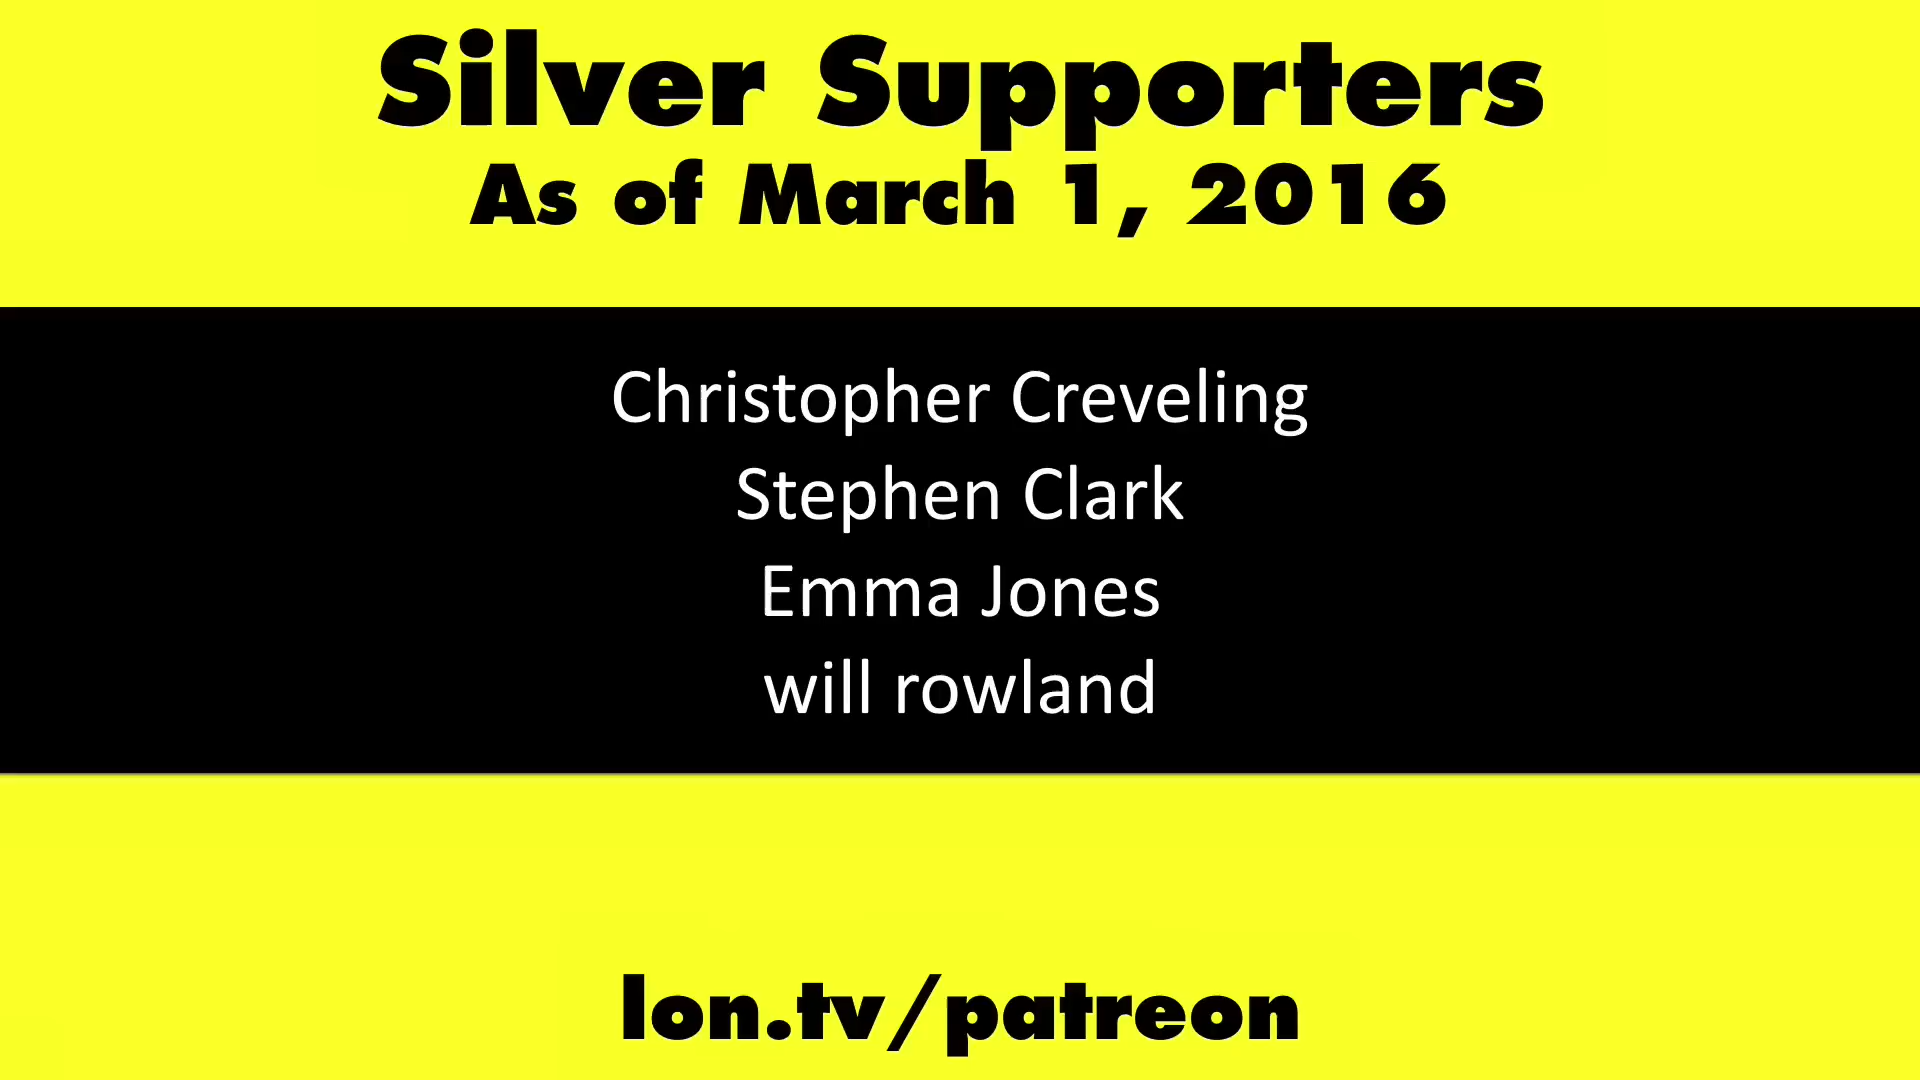 Silver Supporters
As of March 1, 2016
Christopher Creveling
Stephen Clark
Emma Jones
will rowland
lon.tv/patreon